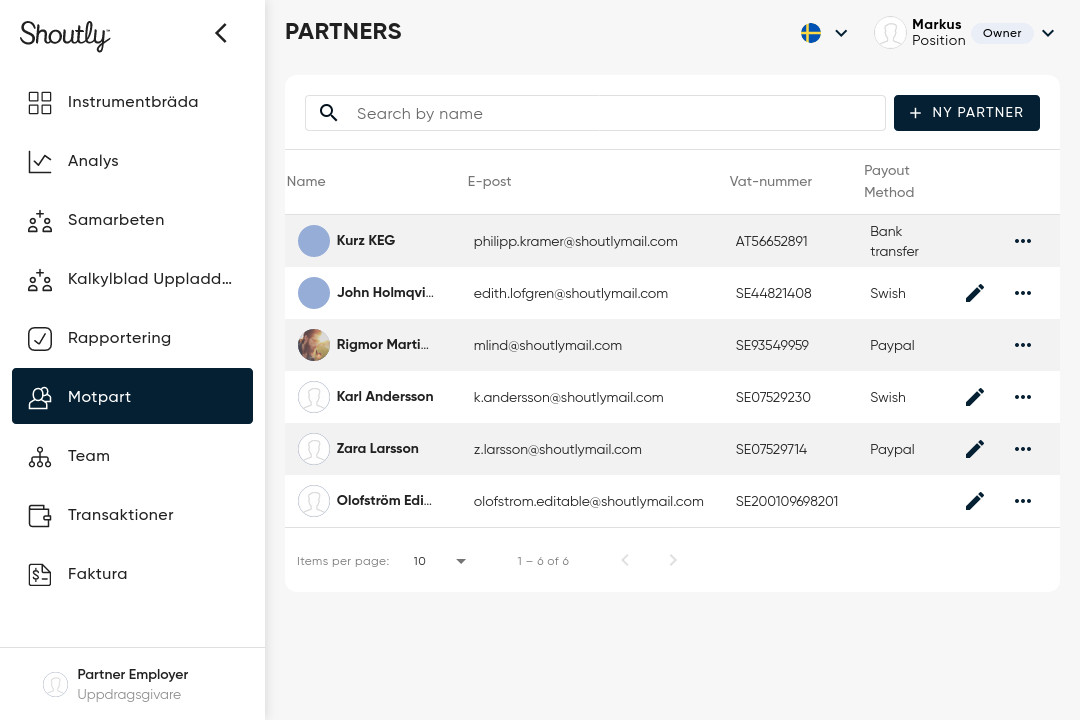 Shoutly
Instrumentbräda
Analys
Samarbeten
Kalkylblad Uppladd...
Rapportering
Motpart
Team
Transaktioner
Faktura
Partner Employer
Uppdragsgivare
PARTNERS
Markus
Position
Owner
Search by name
+ NY PARTNER
Name E-post Vat-nummer Payout
Method
Kurz KEG philipp.kramer@shoutlymail.com AT56652891 Bank
transfer
John Holmqvi... edith.lofgren@shoutlymail.com SE44821408 Swish
Rigmor Marti... mlind@shoutlymail.com SE93549959 Paypal
Karl Andersson k.andersson@shoutlymail.com SE07529230 Swish
Zara Larsson z.larsson@shoutlymail.com SE07529714 Paypal
Olofström Edi... olofstrom.editable@shoutlymail.com SE200109698201
Items per page: 10 1 – 6 of 6